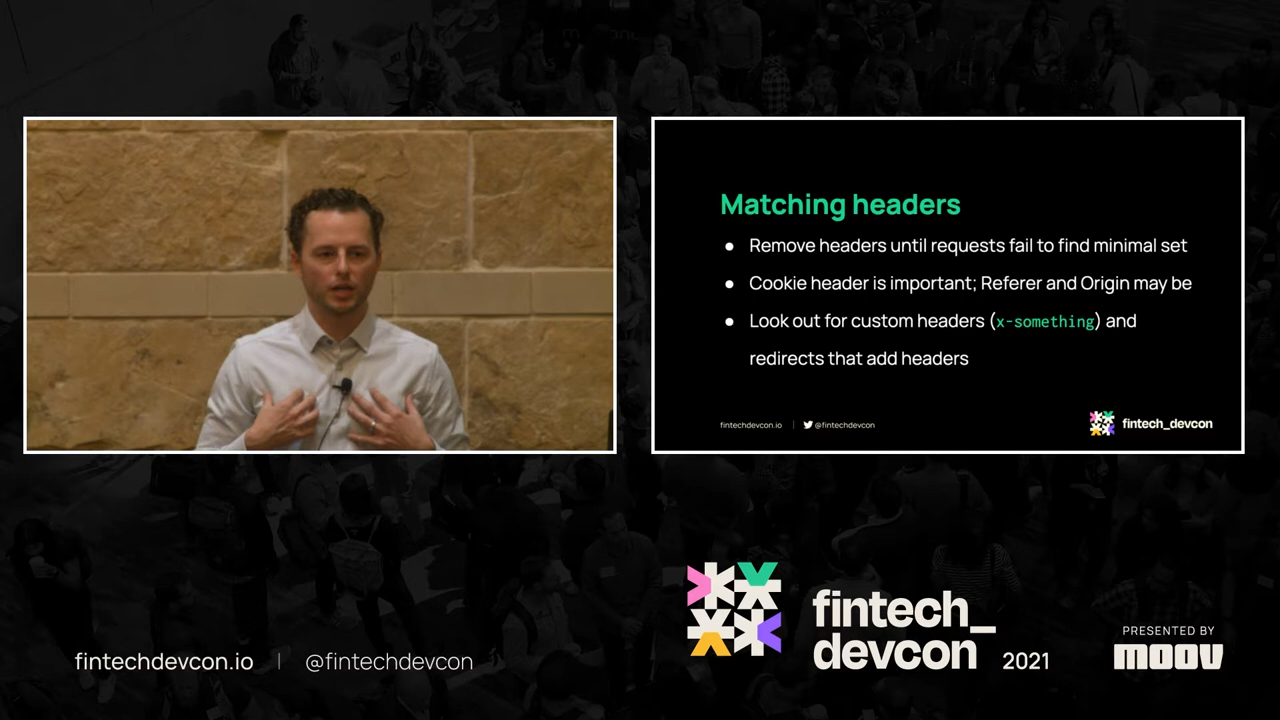 Matching headers
● Remove headers until requests fail to find minimal set
● Cookie header is important; Referer and Origin may be
● Look out for custom headers (x-something) and
redirects that add headers
fintechdevcon.io | @fintechdevcon
fintech_devcon
fintech_
devcon 2021
PRESENTED BY
moov
fintechdevcon.io | @fintechdevcon